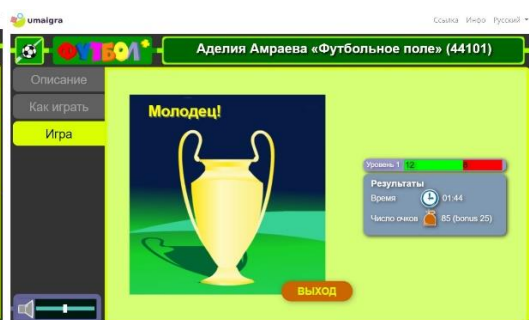 umaigra
Ссылка Инфо Русский
ФУТБОЛ
Аделия Амраева «Футбольное поле» (44101)
Описание
Как играть
Игра
Молодец!
Уровень 1 12
Результаты
Время 01:44
Число очков 85 (bonus 25)
ВЫХОД